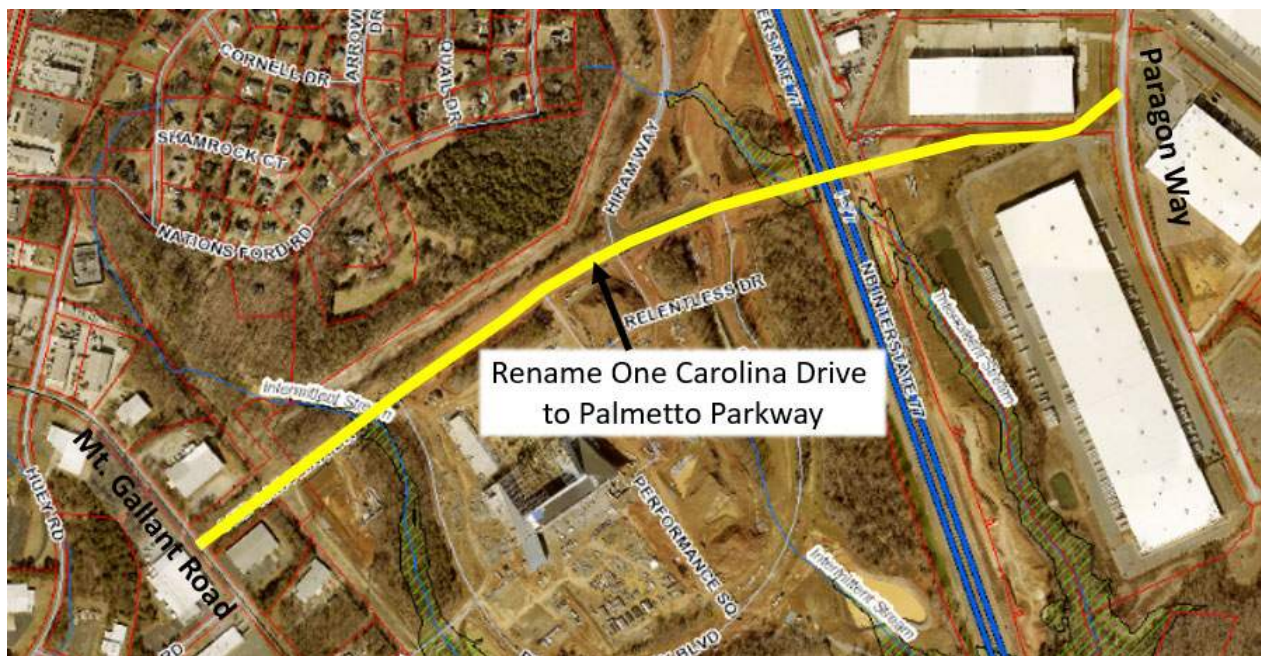 CORNELL DR
ARROW
DR
QUAIL DR
SHAMROCK CT
NATIONS FORD RD
HIRAM WAY
INTERSTATE 77
I-77
NB INTERSTATE 77
Paragon Way
RELENTLESS DR
Intermittent Stream
Rename One Carolina Drive
to Palmetto Parkway
Intermittent Stream
Mt. Gallant Road
HUEY RD
PERFORMANCE SQ
Intermittent Stream
RD
BLVD